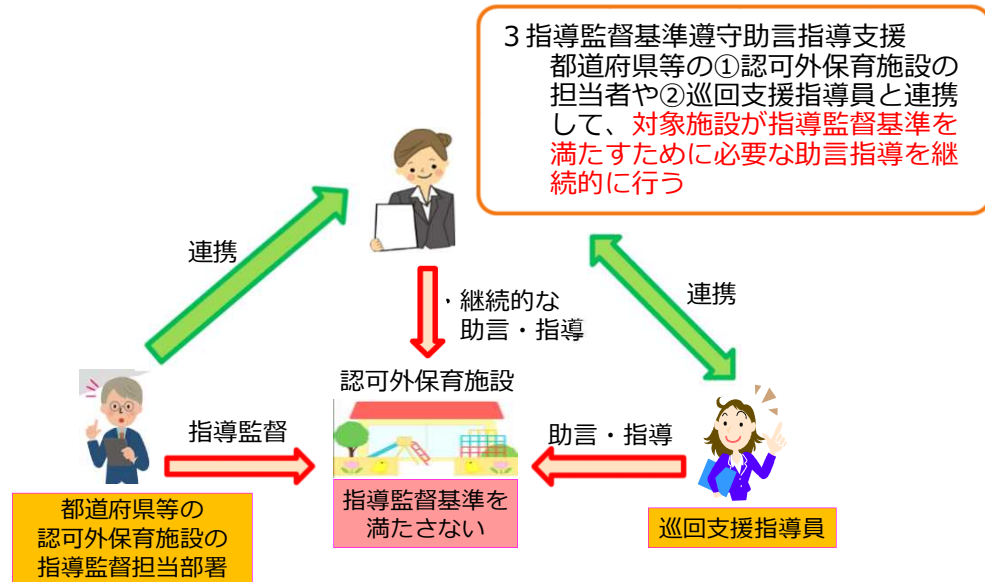 3 指導監督基準遵守助言指導支援
都道府県等の①認可外保育施設の
担当者や②巡回支援指導員と連携
して、対象施設が指導監督基準を
満たすために必要な助言指導を継
続的に行う
連携
連携
・継続的な
助言・指導
認可外保育施設
指導監督
助言・指導
都道府県等の
認可外保育施設の
指導監督担当部署
指導監督基準を
満たさない
巡回支援指導員